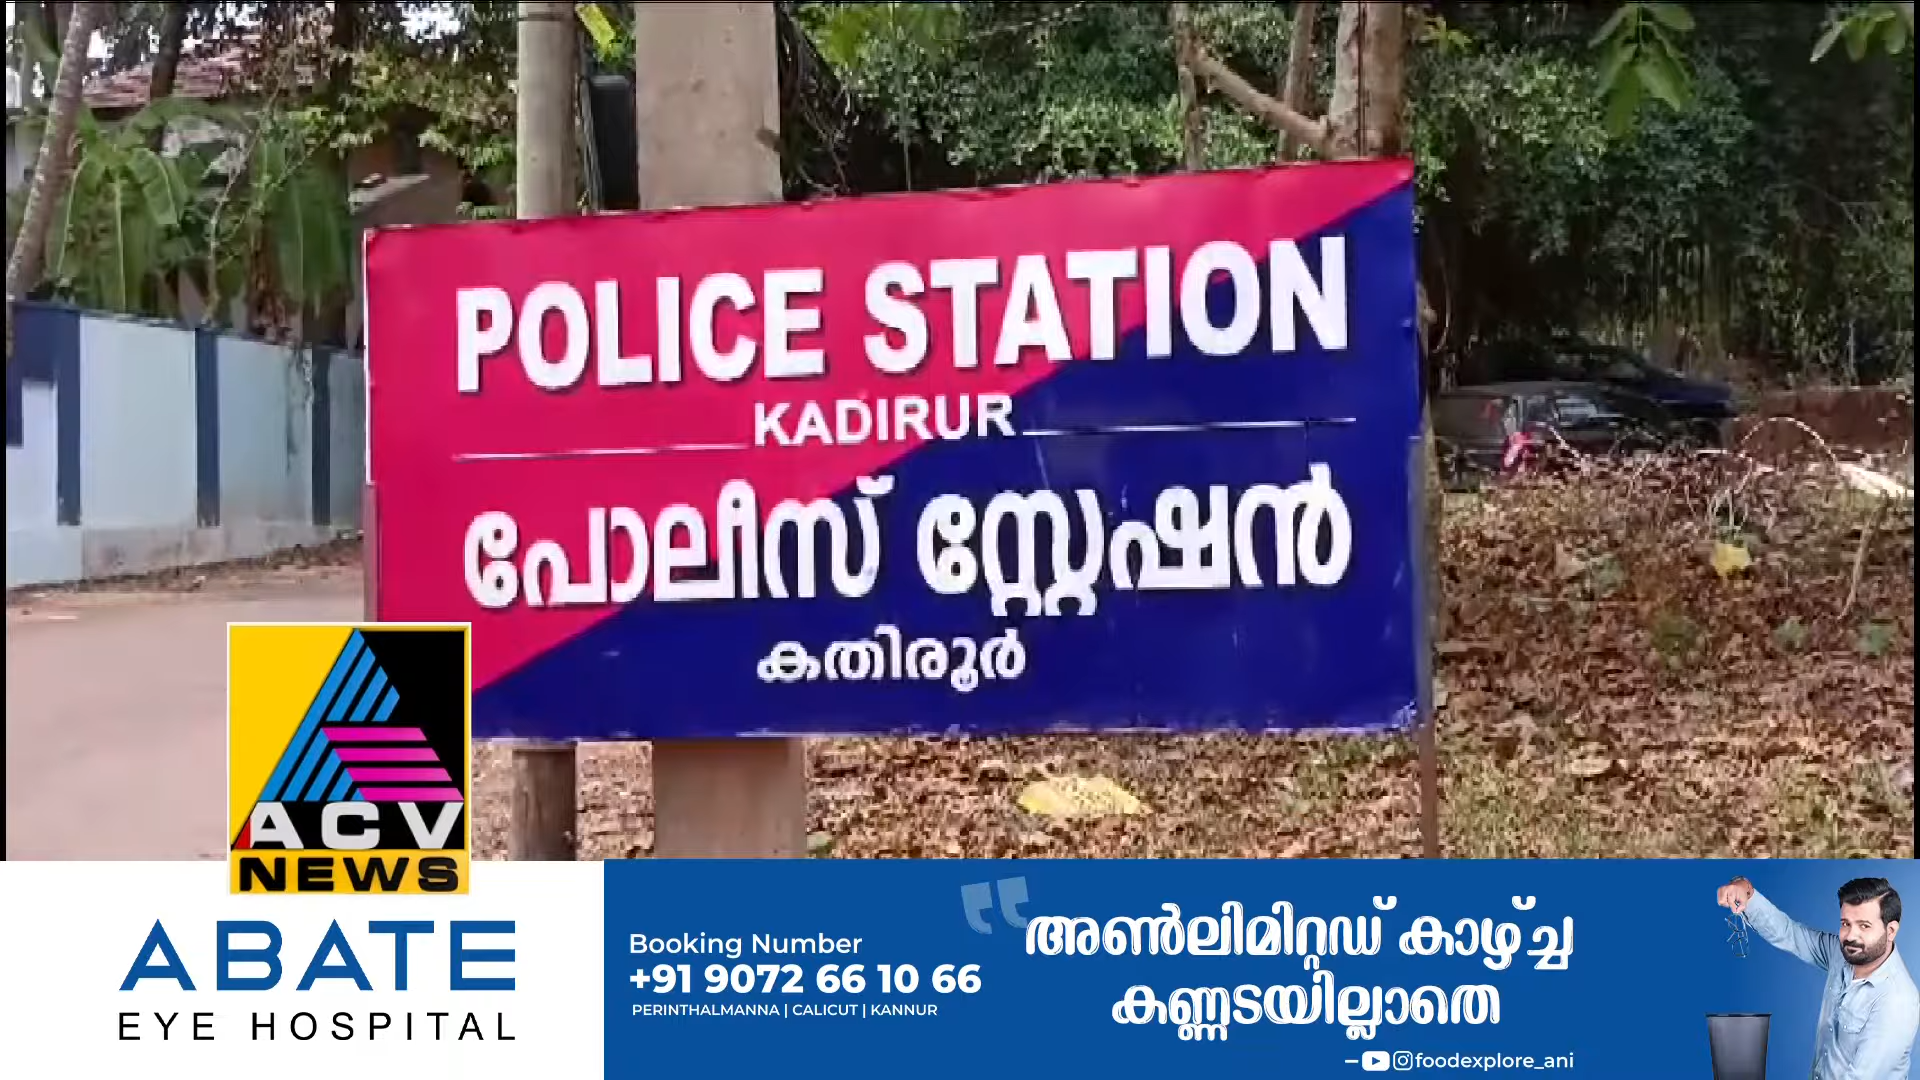 POLICE STATION
KADIRUR
പോലീസ് സ്റ്റേഷൻ
കതിരൂർ
ACV
NEWS
ABATE
EYE HOSPITAL
Booking Number
+91 9072 66 10 66
PERINTHALMANNA | CALICUT | KANNUR
“അൺലിമിറ്റഡ് കാഴ്ച്ച
കണ്ണടയില്ലാതെ
– foodexplore_ani